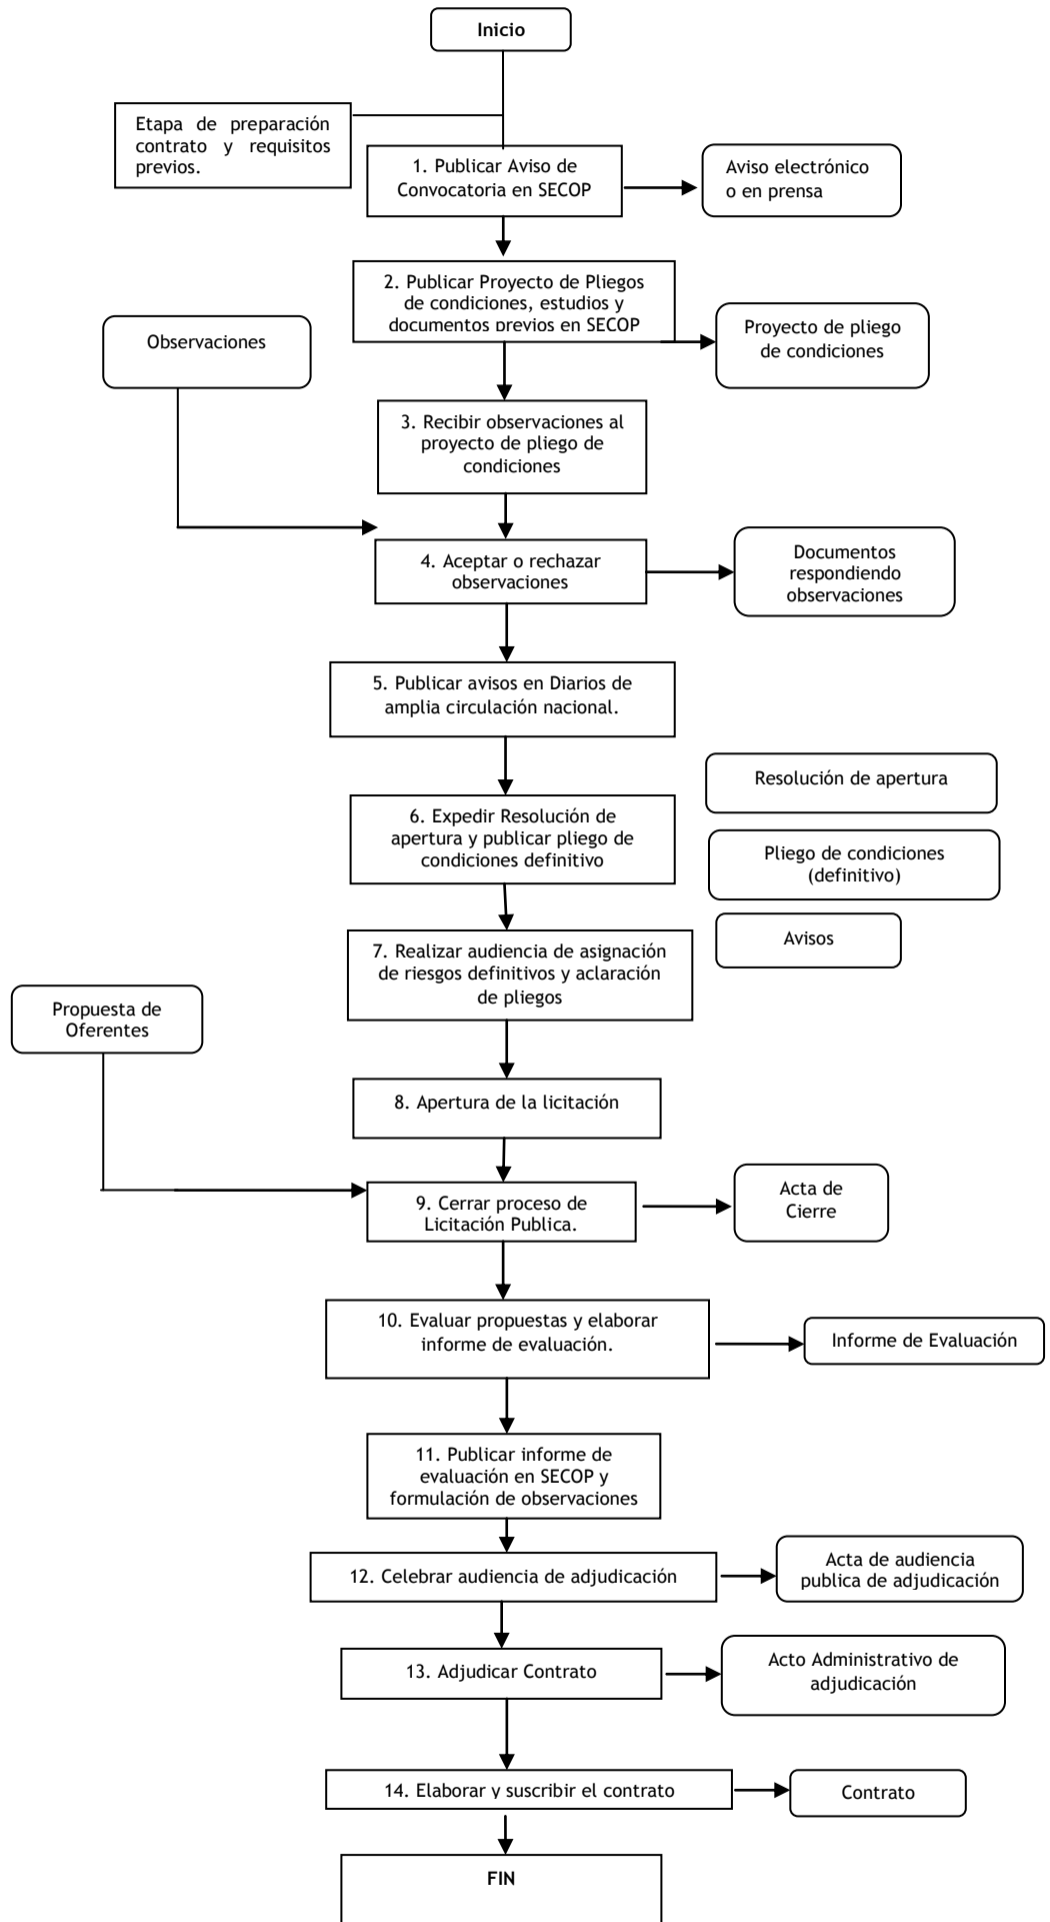 Inicio
Etapa de preparación
contrato y requisitos
previos.
1. Publicar Aviso de
Convocatoria en SECOP
Aviso electrónico
o en prensa
2. Publicar Proyecto de Pliegos
de condiciones, estudios y
documentos previos en SECOP
Proyecto de pliego
de condiciones
Observaciones
3. Recibir observaciones al
proyecto de pliego de
condiciones
4. Aceptar o rechazar
observaciones
Documentos
respondiendo
observaciones
5. Publicar avisos en Diarios de
amplia circulación nacional.
Resolución de apertura
6. Expedir Resolución de
apertura y publicar pliego de
condiciones definitivo
Pliego de condiciones
(definitivo)
Avisos
7. Realizar audiencia de asignación
de riesgos definitivos y aclaración
de pliegos
Propuesta de
Oferentes
8. Apertura de la licitación
9. Cerrar proceso de
Licitación Publica.
Acta de
Cierre
10. Evaluar propuestas y elaborar
informe de evaluación.
Informe de Evaluación
11. Publicar informe de
evaluación en SECOP y
formulación de observaciones
12. Celebrar audiencia de adjudicación
Acta de audiencia
publica de adjudicación
13. Adjudicar Contrato
Acto Administrativo de
adjudicación
14. Elaborar y suscribir el contrato
Contrato
FIN